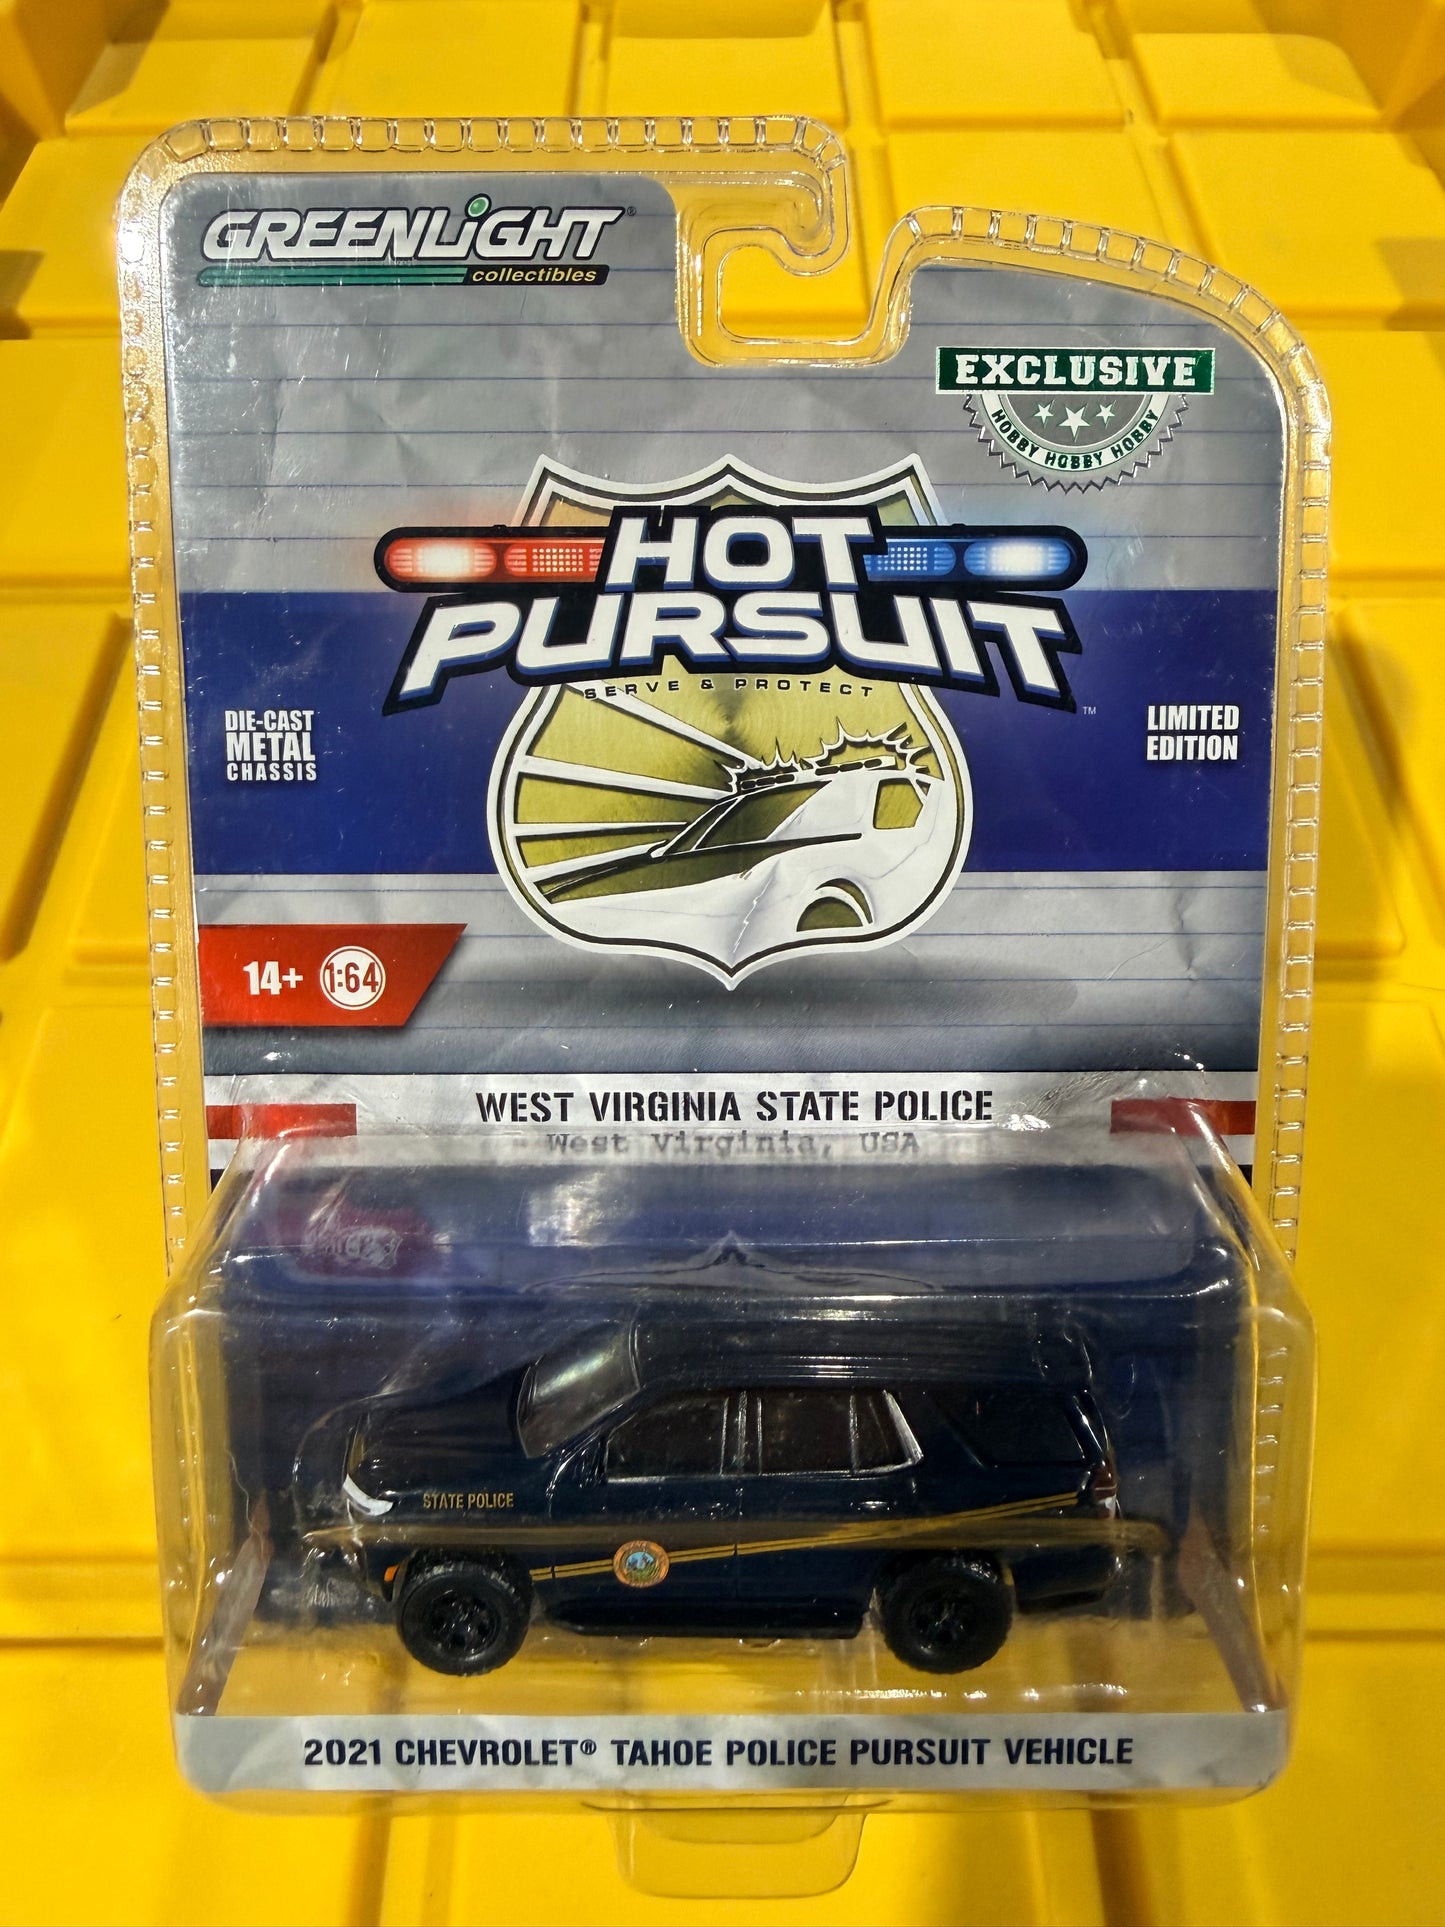 GREENLIGHT®
collectibles
EXCLUSIVE
HOBBY HOBBY HOBBY
HOT
PURSUIT™
SERVE & PROTECT
DIE-CAST
METAL
CHASSIS
LIMITED
EDITION
14+ 1:64
WEST VIRGINIA STATE POLICE
West Virginia, USA
STATE POLICE
2021 CHEVROLET® TAHOE POLICE PURSUIT VEHICLE